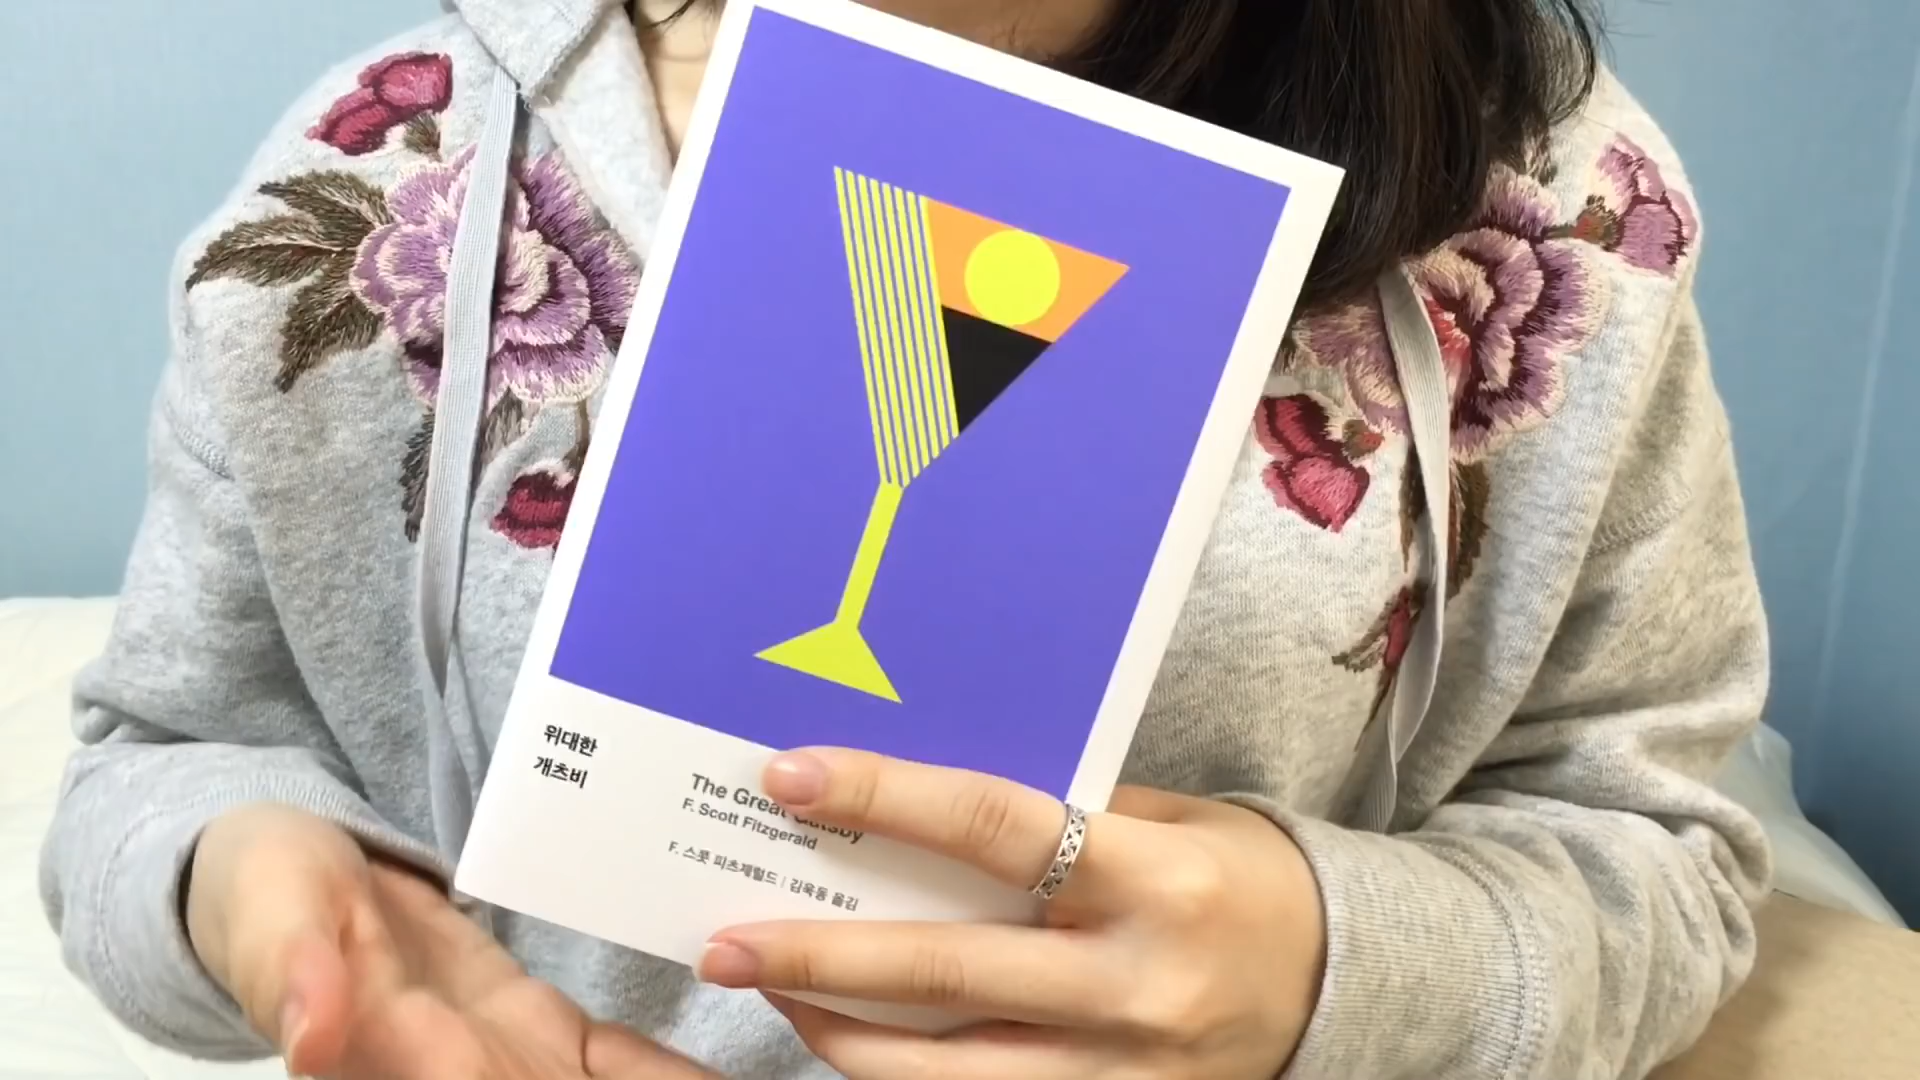 위대한
개츠비
The Great Gatsby
F. Scott Fitzgerald
F. 스콧 피츠제럴드 | 김욱동 옮김